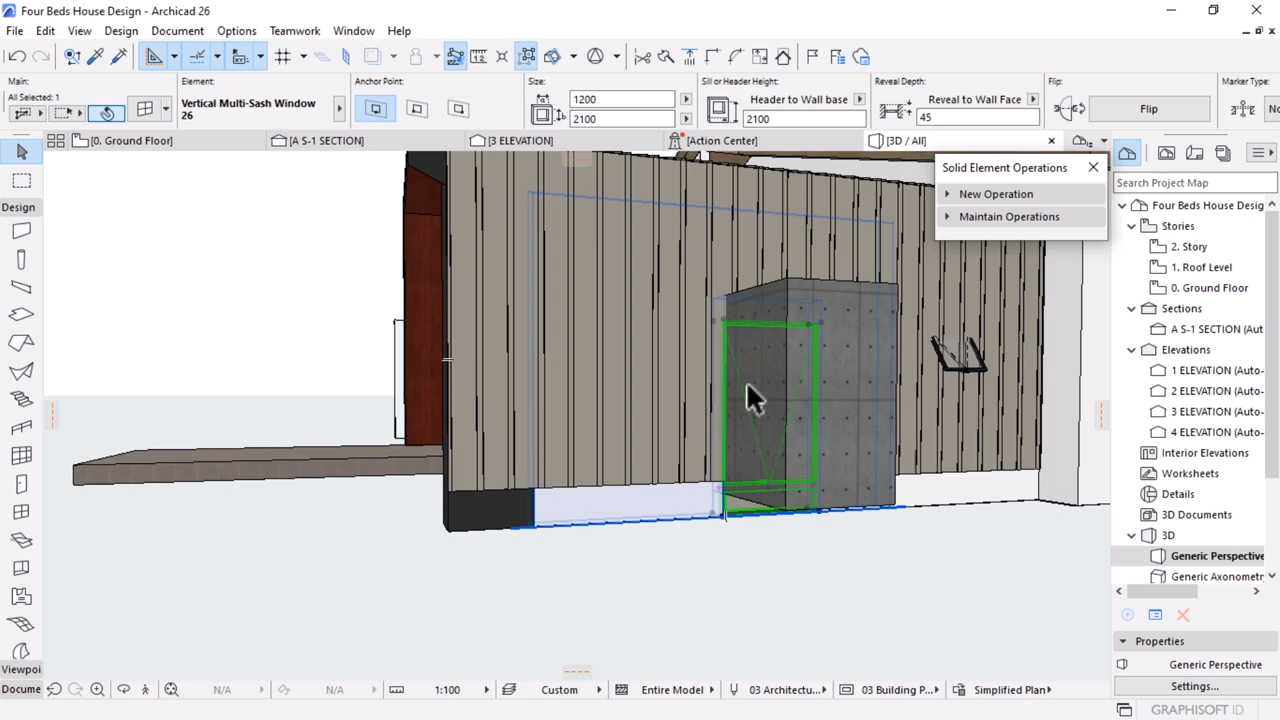 Four Beds House Design - Archicad 26
File Edit View Design Document Options Teamwork Window Help
Main:
All Selected: 1
Element:
Vertical Multi-Sash Window 26
Anchor Point:
Size:
1200
2100
Sill or Header Height:
Header to Wall base
2100
Reveal Depth:
Reveal to Wall Face
45
Flip:
Flip
Marker Type:
No
[0. Ground Floor]
[A S-1 SECTION]
[3 ELEVATION]
[Action Center]
[3D / All]
Solid Element Operations
New Operation
Maintain Operations
Search Project Map
Four Beds House Desig
Stories
2. Story
1. Roof Level
0. Ground Floor
Sections
A S-1 SECTION (Aut
Elevations
1 ELEVATION (Auto-
2 ELEVATION (Auto-
3 ELEVATION (Auto-
4 ELEVATION (Auto-
Interior Elevations
Worksheets
Details
3D Documents
3D
Generic Perspective
Generic Axonometr
Properties
Generic Perspective
Settings...
GRAPHISOFT ID
Design
Viewpoi
Docume
N/A
N/A
1:100
Custom
Entire Model
03 Architectu...
03 Building P...
Simplified Plan